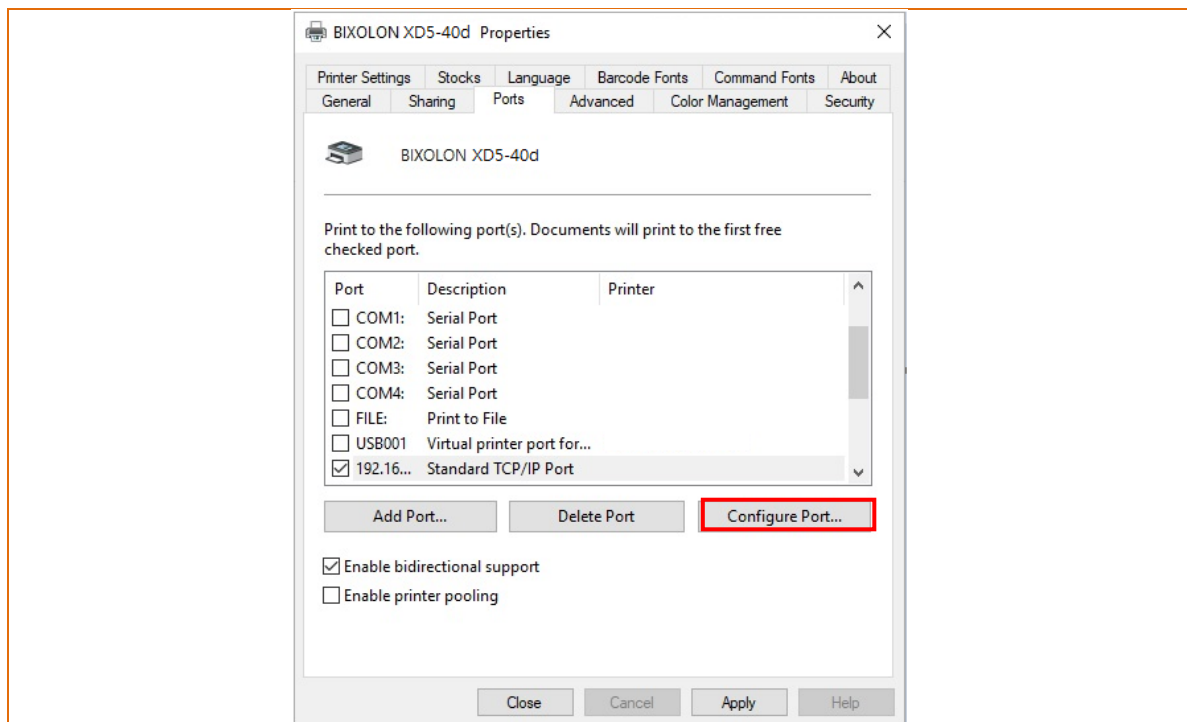 BIXOLON XD5-40d Properties
Printer Settings Stocks Language Barcode Fonts Command Fonts About
General Sharing Ports Advanced Color Management Security
BIXOLON XD5-40d
Print to the following port(s). Documents will print to the first free
checked port.
Port Description Printer
COM1: Serial Port
COM2: Serial Port
COM3: Serial Port
COM4: Serial Port
FILE: Print to File
USB001 Virtual printer port for...
192.16... Standard TCP/IP Port
Add Port... Delete Port Configure Port...
Enable bidirectional support
Enable printer pooling
Close Cancel Apply Help